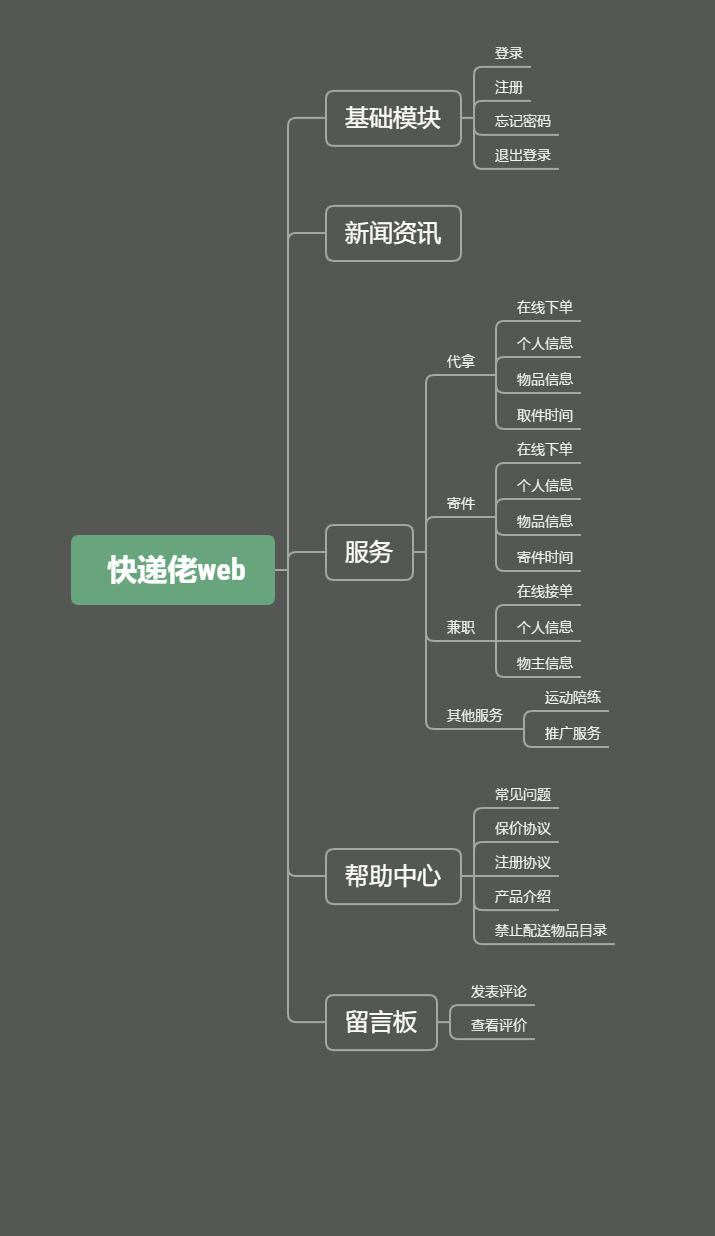 快递佬web
基础模块
登录
注册
忘记密码
退出登录
新闻资讯
服务
代拿
在线下单
个人信息
物品信息
取件时间
寄件
在线下单
个人信息
物品信息
寄件时间
兼职
在线接单
个人信息
物主信息
其他服务
运动陪练
推广服务
帮助中心
常见问题
保价协议
注册协议
产品介绍
禁止配送物品目录
留言板
发表评论
查看评价